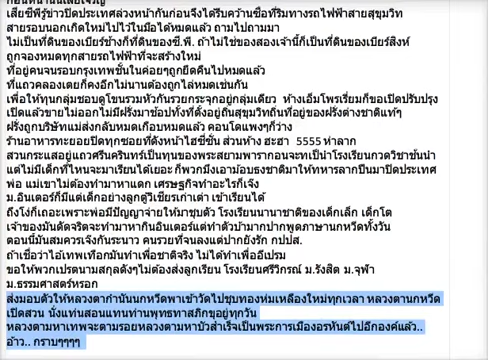 เสี่ยซีพีรู้ข่าวปิดประเทศล่วงหน้ากันก่อนจึงได้รีบคว้านซื้อที่ริมทางรถไฟฟ้าสายสุขุมวิท
สายรอบนอกเกิดใหม่ไปไว้ในมือได้หมดแล้ว ถามไปถามมา
ไม่เป็นที่ดินของเบียร์ช้างก็ที่ดินของซี.พี. ถ้าไม่ใช่ของสองเจ้านี้ก็เป็นที่ดินของเบียร์สิงห์
ถูกจองหมดทุกสายรถไฟฟ้าที่จะสร้างใหม่
ที่อยู่คนจนรอบกรุงเทพชั้นในค่อยๆถูกยึดคืนไปหมดแล้ว
ที่แถวคลองเตยก็คงอีกไม่นานต้องถูกไล่หมดเช่นกัน
เพื่อให้ทุนกลุ่มชอบดูโขนรวมหัวกันรวยกระจุกอยู่กลุ่มเดียว ห้างเอ็มโพรเรี่ยมก็ขอเปิดปรับปรุง
เปิดแล้วขายไม่ออกไม่มีฝรั่งมาช้อปทั้งที่ตั้งอยู่ถันสุขุมวิทถิ่นที่อยู่ของฝรั่งต่างชาติแท้ๆ
ฝรั่งถูกบริษัทแม่ส่งกลับหมดเกือบหมดแล้ว คอนโดแพงๆก็ว่าง
ร้านอาหารทะยอยปิดทุกซอยที่ดังหน้าไฮซีซั่น ส่วนห้าง ฮะฮา 5555 ห่าลาก
สวนกระแสอยู่แถวศรีนครินทร์เป็นทุนของพระสยามพารากอนจะทเป็นำโรงเรียนกวดวิชาชั้นนำ
แต่ไม่มีเด็กที่ไหนจะมาเรียนได้เยอะ ก็พวกมึงเอาม้อบธงชาติมาให้ทหารลากปืนมาปิดประเทศ
พ่อ แม่เขาไม่ต้องทำมาหาแดก เศรษฐกิจทำอะไรก็เจ๊ง
ม.อินเตอร์ก็มีแต่เด็กอย่างลูกตู่วีเชียรเก่าเต่า เข้าเรียนได้
ถึงโง่ก็เถอะเพราะพ่อมีปัญญาจ่ายให้มาชุบตัว โรงเรียนนานาชาติของเด็กเล็ก เด็กโต
เจ้าของมันดัดจริตจะทำมาหากินอินเตอร์แต่ทำตัวบ้ามากปากพูดภาษานกหวีดทั้งวัน
ตอนนี้มันสมควรเจ๊งกันระนาว คนรวยที่จนลงแต่ปากยังรัก กปปส.
ถ้าเชื่อว่าไอ้เทพเทือกมันทำเพื่อชาติจริง ไม่ได้ทำเพื่ออีเปรม
ขอให้พวกเปรตนามสกุลดังๆไม่ต้องส่งลูกเรียน โรงเรียนศรีวิกรณ์ ม.รังสิต ม.จุฬา
ม.ธรรมศาสตร์หรอก
ส่งมอบตัวให้หลวงตากำนันนกหวีดพาเข้าวัดไปชุบทองห่มเหลืองใหม่ทุกเวลา หลวงตานกหวีด
เปิดสวน นั่งแท่นสอนแทนท่านพุทธทาสภิกขุอยู่ทุกวัน
หลวงตามหาเทพจะตามรอยหลวงตามหาบัวสำเร็จเป็นพระการเมืองอรหันต์ไปอีกองค์แล้ว..
อ้าว.. กราบๆๆๆๆ